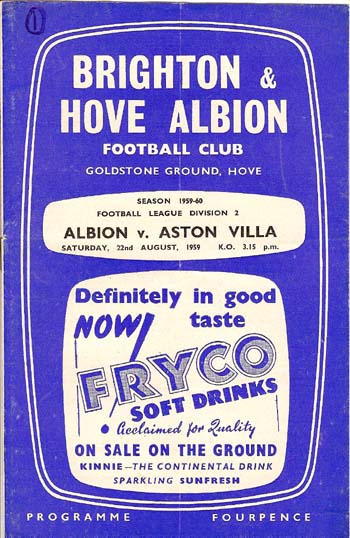 1
BRIGHTON &
HOVE ALBION
FOOTBALL CLUB
GOLDSTONE GROUND, HOVE
SEASON 1959-60
FOOTBALL LEAGUE DIVISION 2
ALBION v. ASTON VILLA
SATURDAY, 22nd AUGUST, 1959 K.O. 3.15 p.m.
Definitely in good
NOW! taste
FRYCO
SOFT DRINKS
• Acclaimed for Quality
ON SALE ON THE GROUND
KINNIE—THE CONTINENTAL DRINK
SPARKLING SUNFRESH
PROGRAMME FOURPENCE